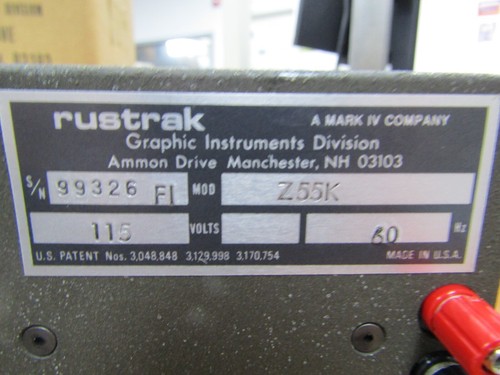 rustrak A MARK IV COMPANY
Graphic Instruments Division
Ammon Drive Manchester, NH 03103
S/N 99326 FI MOD Z55K
115 VOLTS 60 Hz
U.S. PATENT Nos. 3,048,848 3,129,998 3,170,754 MADE IN U.S.A.